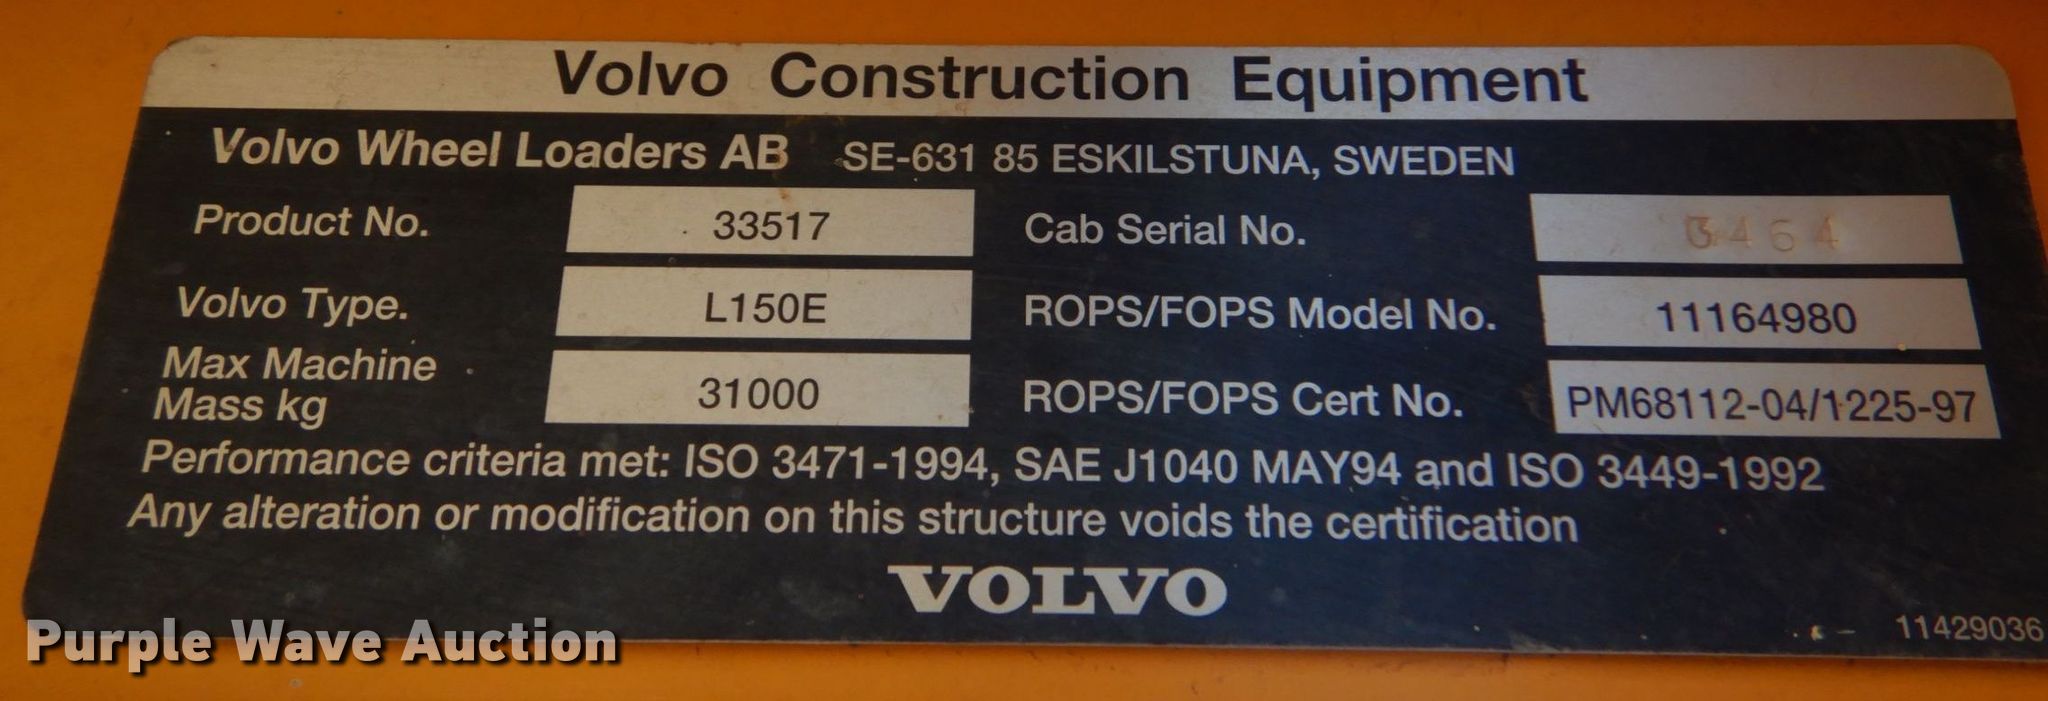 Volvo Construction Equipment
Volvo Wheel Loaders AB SE-631 85 ESKILSTUNA, SWEDEN
Product No. 33517 Cab Serial No. 3464
Volvo Type. L150E ROPS/FOPS Model No. 11164980
Max Machine
Mass kg 31000 ROPS/FOPS Cert No. PM68112-04/1225-97
Performance criteria met: ISO 3471-1994, SAE J1040 MAY94 and ISO 3449-1992
Any alteration or modification on this structure voids the certification
VOLVO
11429036
Purple Wave Auction